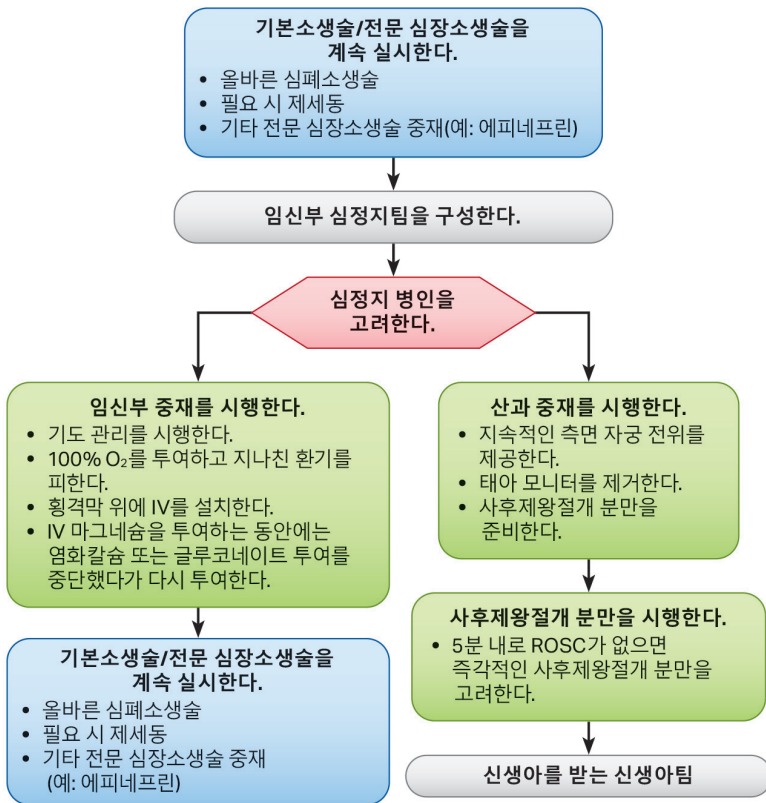 기본소생술/전문 심장소생술을
계속 실시한다.
• 올바른 심폐소생술
• 필요 시 제세동
• 기타 전문 심장소생술 중재(예: 에피네프린)
임신부 심정지팀을 구성한다.
심정지 병인을
고려한다.
임신부 중재를 시행한다.
• 기도 관리를 시행한다.
• 100% O₂를 투여하고 지나친 환기를
피한다.
• 횡격막 위에 IV를 설치한다.
• IV 마그네슘을 투여하는 동안에는
염화칼슘 또는 글루코네이트 투여를
중단했다가 다시 투여한다.
기본소생술/전문 심장소생술을
계속 실시한다.
• 올바른 심폐소생술
• 필요 시 제세동
• 기타 전문 심장소생술 중재
(예: 에피네프린)
산과 중재를 시행한다.
• 지속적인 측면 자궁 전위를
제공한다.
• 태아 모니터를 제거한다.
• 사후제왕절개 분만을
준비한다.
사후제왕절개 분만을 시행한다.
• 5분 내로 ROSC가 없으면
즉각적인 사후제왕절개 분만을
고려한다.
신생아를 받는 신생아팀